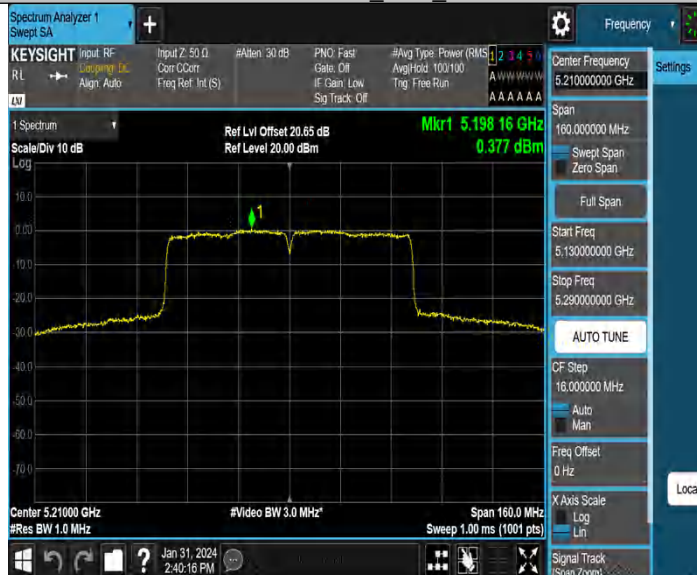 Spectrum Analyzer 1
Swept SA
Frequency
KEYSIGHT
RL
LXI
Input: RF
Coupling: DC
Align: Auto
Input Z: 50 Ω
Corr CCorr
Freq Ref: Int (S)
#Atten: 30 dB
PNO: Fast
Gate: Off
IF Gain: Low
Sig Track: Off
#Avg Type: Power (RMS
Avg|Hold: 100/100
Trig: Free Run
1 2 3 4 5 6
A W W W W W
A A A A A A
1 Spectrum
Scale/Div 10 dB
Log
Ref Lvl Offset 20.65 dB
Ref Level 20.00 dBm
Mkr1 5.198 16 GHz
0.377 dBm
1
10.0
0.00
-10.0
-20.0
-30.0
-40.0
-50.0
-60.0
-70.0
Center 5.21000 GHz
#Res BW 1.0 MHz
#Video BW 3.0 MHz*
Span 160.0 MHz
Sweep 1.00 ms (1001 pts)
Jan 31, 2024
2:40:16 PM
?
Center Frequency
5.210000000 GHz
Settings
Span
160.000000 MHz
Swept Span
Zero Span
Full Span
Start Freq
5.130000000 GHz
Stop Freq
5.290000000 GHz
AUTO TUNE
CF Step
16.000000 MHz
Auto
Man
Freq Offset
0 Hz
Loca
X Axis Scale
Log
Lin
Signal Track
(Span Zoom)